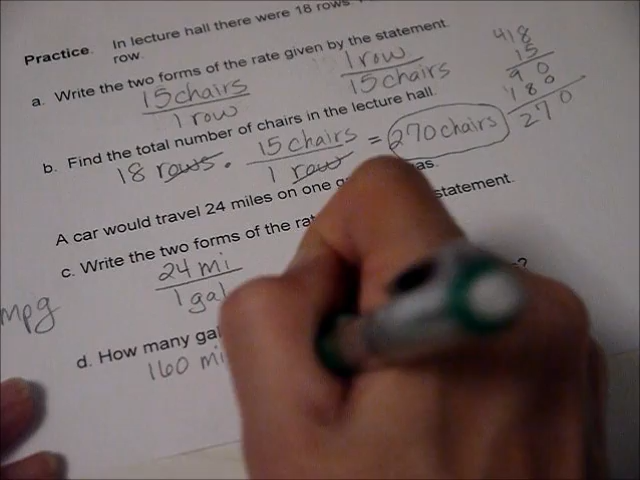 Practice. In lecture hall there were 18 rows
row.
a. Write the two forms of the rate given by the statement.
15 chairs
1 row
1 row
15 chairs
418
15
90
180
270
b. Find the total number of chairs in the lecture hall.
18 rows · 15 chairs = 270 chairs
1 row
A car would travel 24 miles on one
c. Write the two forms of the statement.
24 mi
1 gal
mpg
d. How many
160 mi